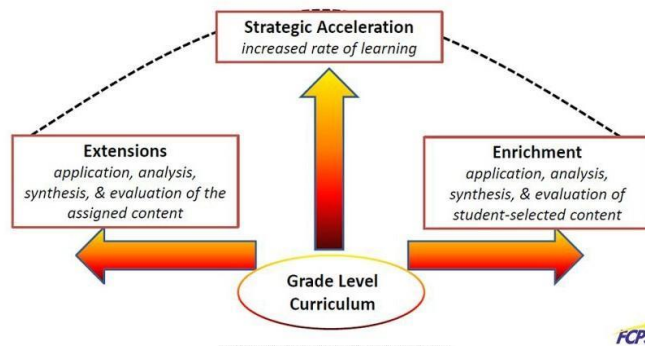 Strategic Acceleration
increased rate of learning
Extensions
application, analysis,
synthesis, & evaluation of the
assigned content
Enrichment
application, analysis,
synthesis, & evaluation of
student-selected content
Grade Level
Curriculum
FCPS